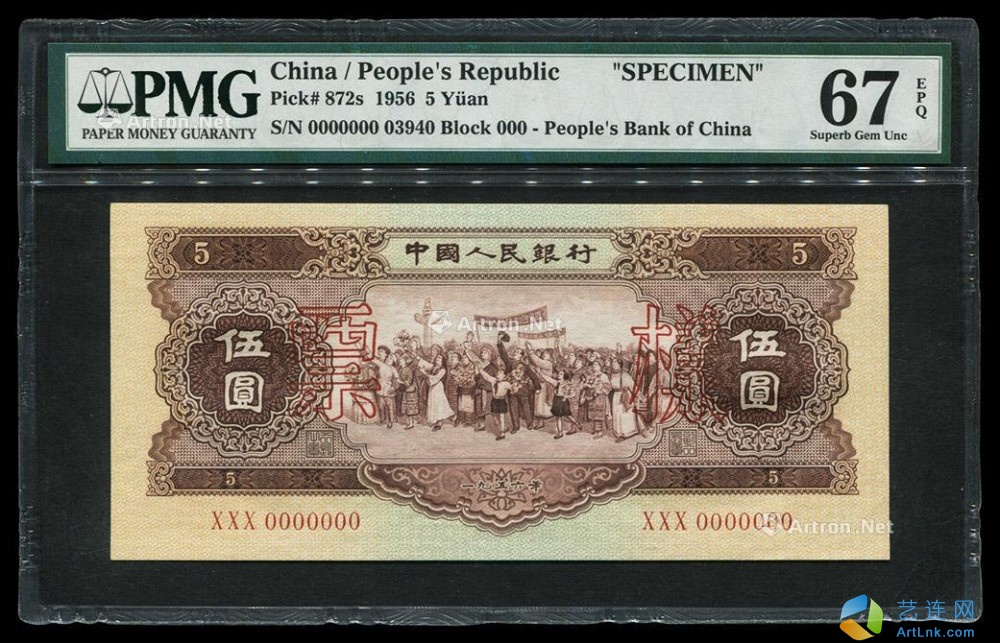 China / People's Republic "SPECIMEN"
PMG
PAPER MONEY GUARANTY
Pick# 872s 1956 5 Yüan
S/N 0000000 03940 Block 000 - People's Bank of China
67
EPQ
Superb Gem Unc
5 中國人民銀行 5
Artron.Net
票 樣
伍圓 伍圓
5 一九五六年 5
XXX 0000000 XXX 0000000
Artron.Net
艺连网
ArtLnk.com